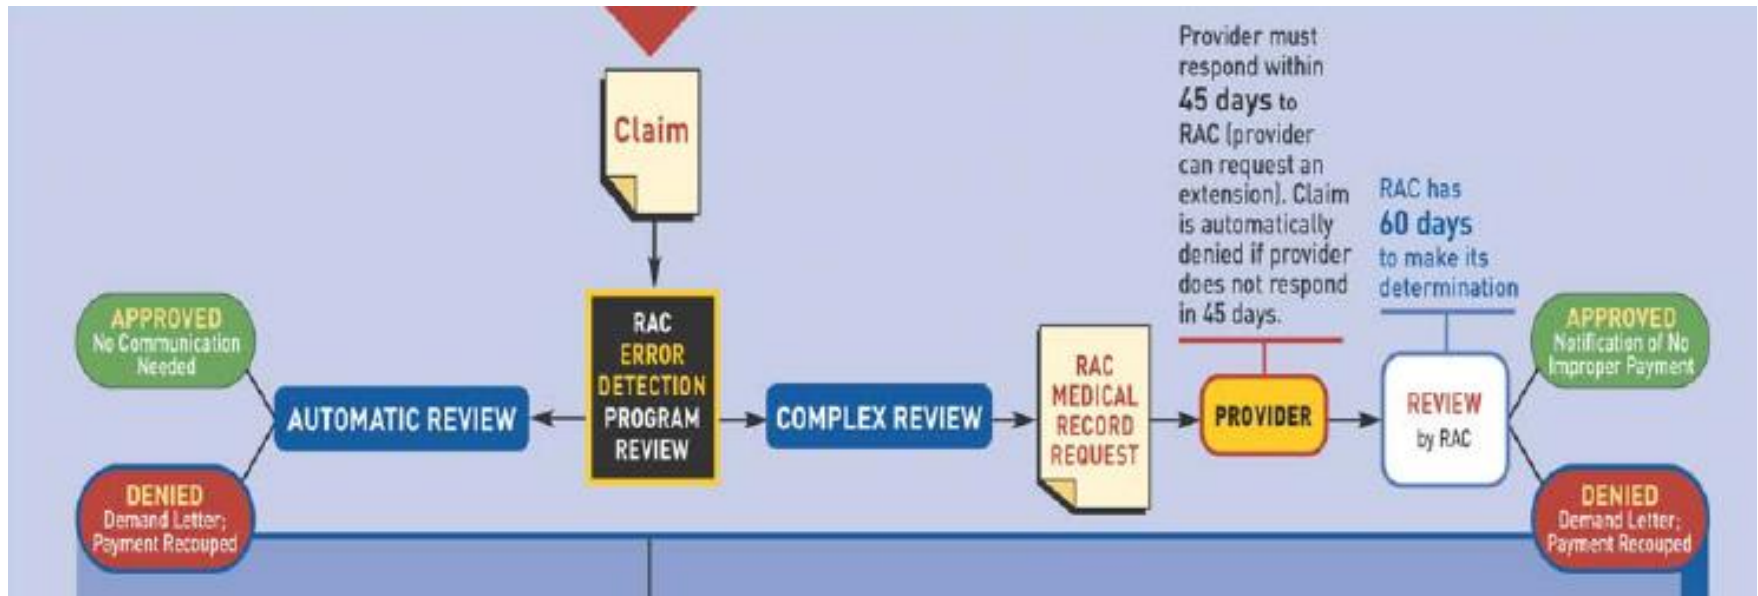 Claim
RAC
ERROR
DETECTION
PROGRAM
REVIEW
AUTOMATIC REVIEW
APPROVED
No Communication
Needed
DENIED
Demand Letter;
Payment Recouped
COMPLEX REVIEW
RAC
MEDICAL
RECORD
REQUEST
Provider must
respond within
45 days to
RAC (provider
can request an
extension). Claim
is automatically
denied if provider
does not respond
in 45 days.
PROVIDER
RAC has
60 days
to make its
determination
REVIEW
by RAC
APPROVED
Notification of No
Improper Payment
DENIED
Demand Letter;
Payment Recouped